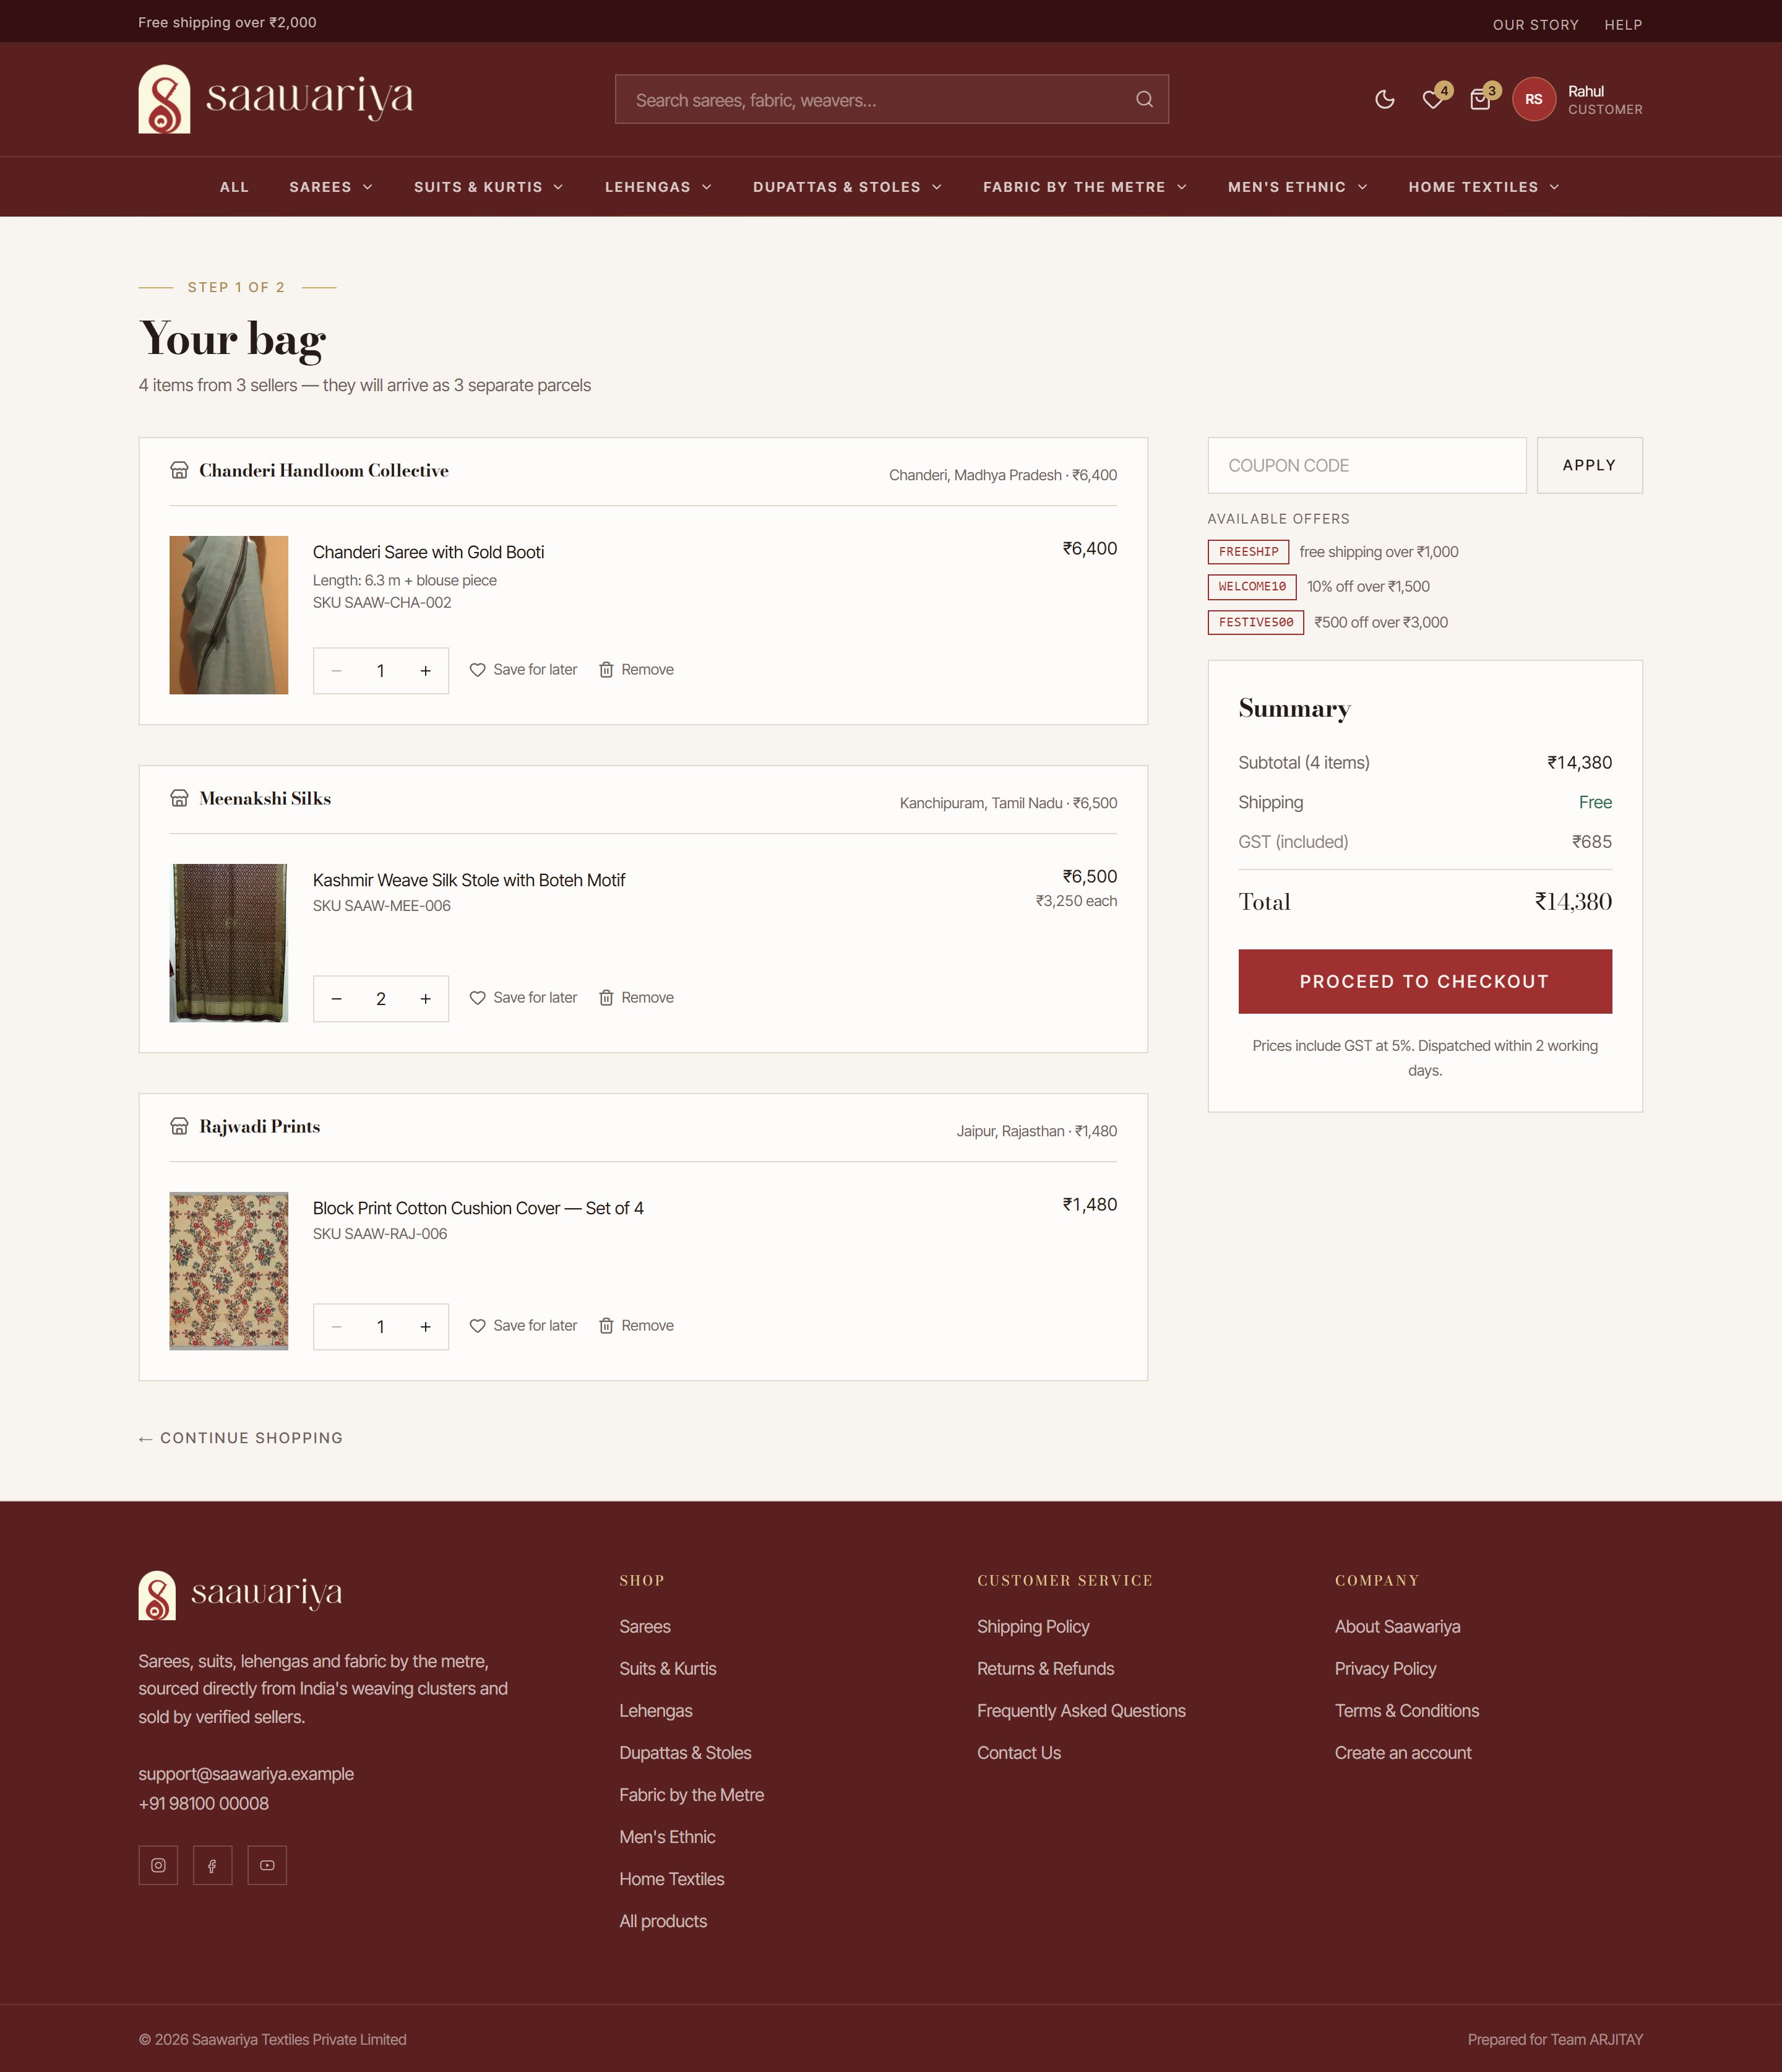 Free shipping over ₹2,000
OUR STORY HELP
saawariya
Search sarees, fabric, weavers...
4
3
RS
Rahul
CUSTOMER
ALL SAREES SUITS & KURTIS LEHENGAS DUPATTAS & STOLES FABRIC BY THE METRE MEN'S ETHNIC HOME TEXTILES
STEP 1 OF 2
Your bag
4 items from 3 sellers — they will arrive as 3 separate parcels
Chanderi Handloom Collective
Chanderi, Madhya Pradesh · ₹6,400
Chanderi Saree with Gold Booti
₹6,400
Length: 6.3 m + blouse piece
SKU SAAW-CHA-002
− 1 + Save for later Remove
Meenakshi Silks
Kanchipuram, Tamil Nadu · ₹6,500
Kashmir Weave Silk Stole with Boteh Motif
₹6,500
SKU SAAW-MEE-006
₹3,250 each
− 2 + Save for later Remove
Rajwadi Prints
Jaipur, Rajasthan · ₹1,480
Block Print Cotton Cushion Cover — Set of 4
₹1,480
SKU SAAW-RAJ-006
− 1 + Save for later Remove
← CONTINUE SHOPPING
COUPON CODE
APPLY
AVAILABLE OFFERS
FREESHIP free shipping over ₹1,000
WELCOME10 10% off over ₹1,500
FESTIVE500 ₹500 off over ₹3,000
Summary
Subtotal (4 items) ₹14,380
Shipping Free
GST (included) ₹685
Total ₹14,380
PROCEED TO CHECKOUT
Prices include GST at 5%. Dispatched within 2 working
days.
saawariya
Sarees, suits, lehengas and fabric by the metre,
sourced directly from India's weaving clusters and
sold by verified sellers.
support@saawariya.example
+91 98100 00008
SHOP
Sarees
Suits & Kurtis
Lehengas
Dupattas & Stoles
Fabric by the Metre
Men's Ethnic
Home Textiles
All products
CUSTOMER SERVICE
Shipping Policy
Returns & Refunds
Frequently Asked Questions
Contact Us
COMPANY
About Saawariya
Privacy Policy
Terms & Conditions
Create an account
© 2026 Saawariya Textiles Private Limited
Prepared for Team ARJITAY